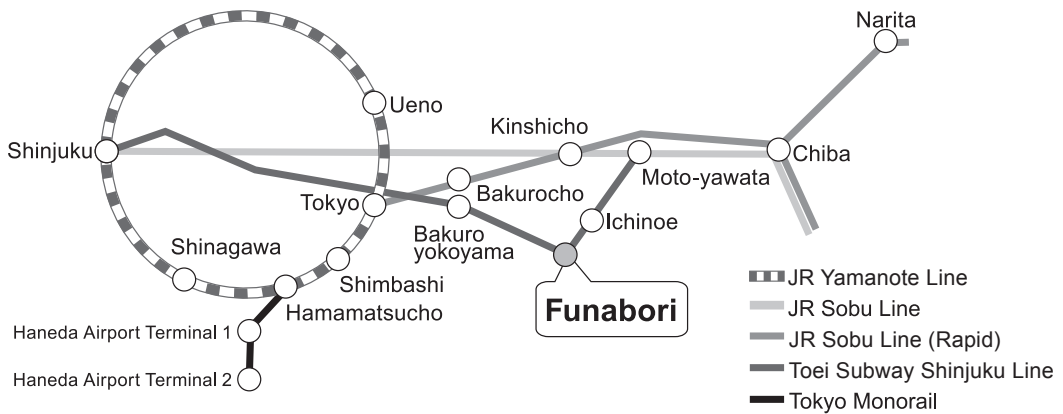 Narita
Ueno
Kinshicho
Shinjuku
Chiba
Moto-yawata
Bakurocho
Tokyo
Ichinoe
Bakuro
yokoyama
Shinagawa
Shimbashi
Hamamatsucho
Funabori
Haneda Airport Terminal 1
Haneda Airport Terminal 2
JR Yamanote Line
JR Sobu Line
JR Sobu Line (Rapid)
Toei Subway Shinjuku Line
Tokyo Monorail